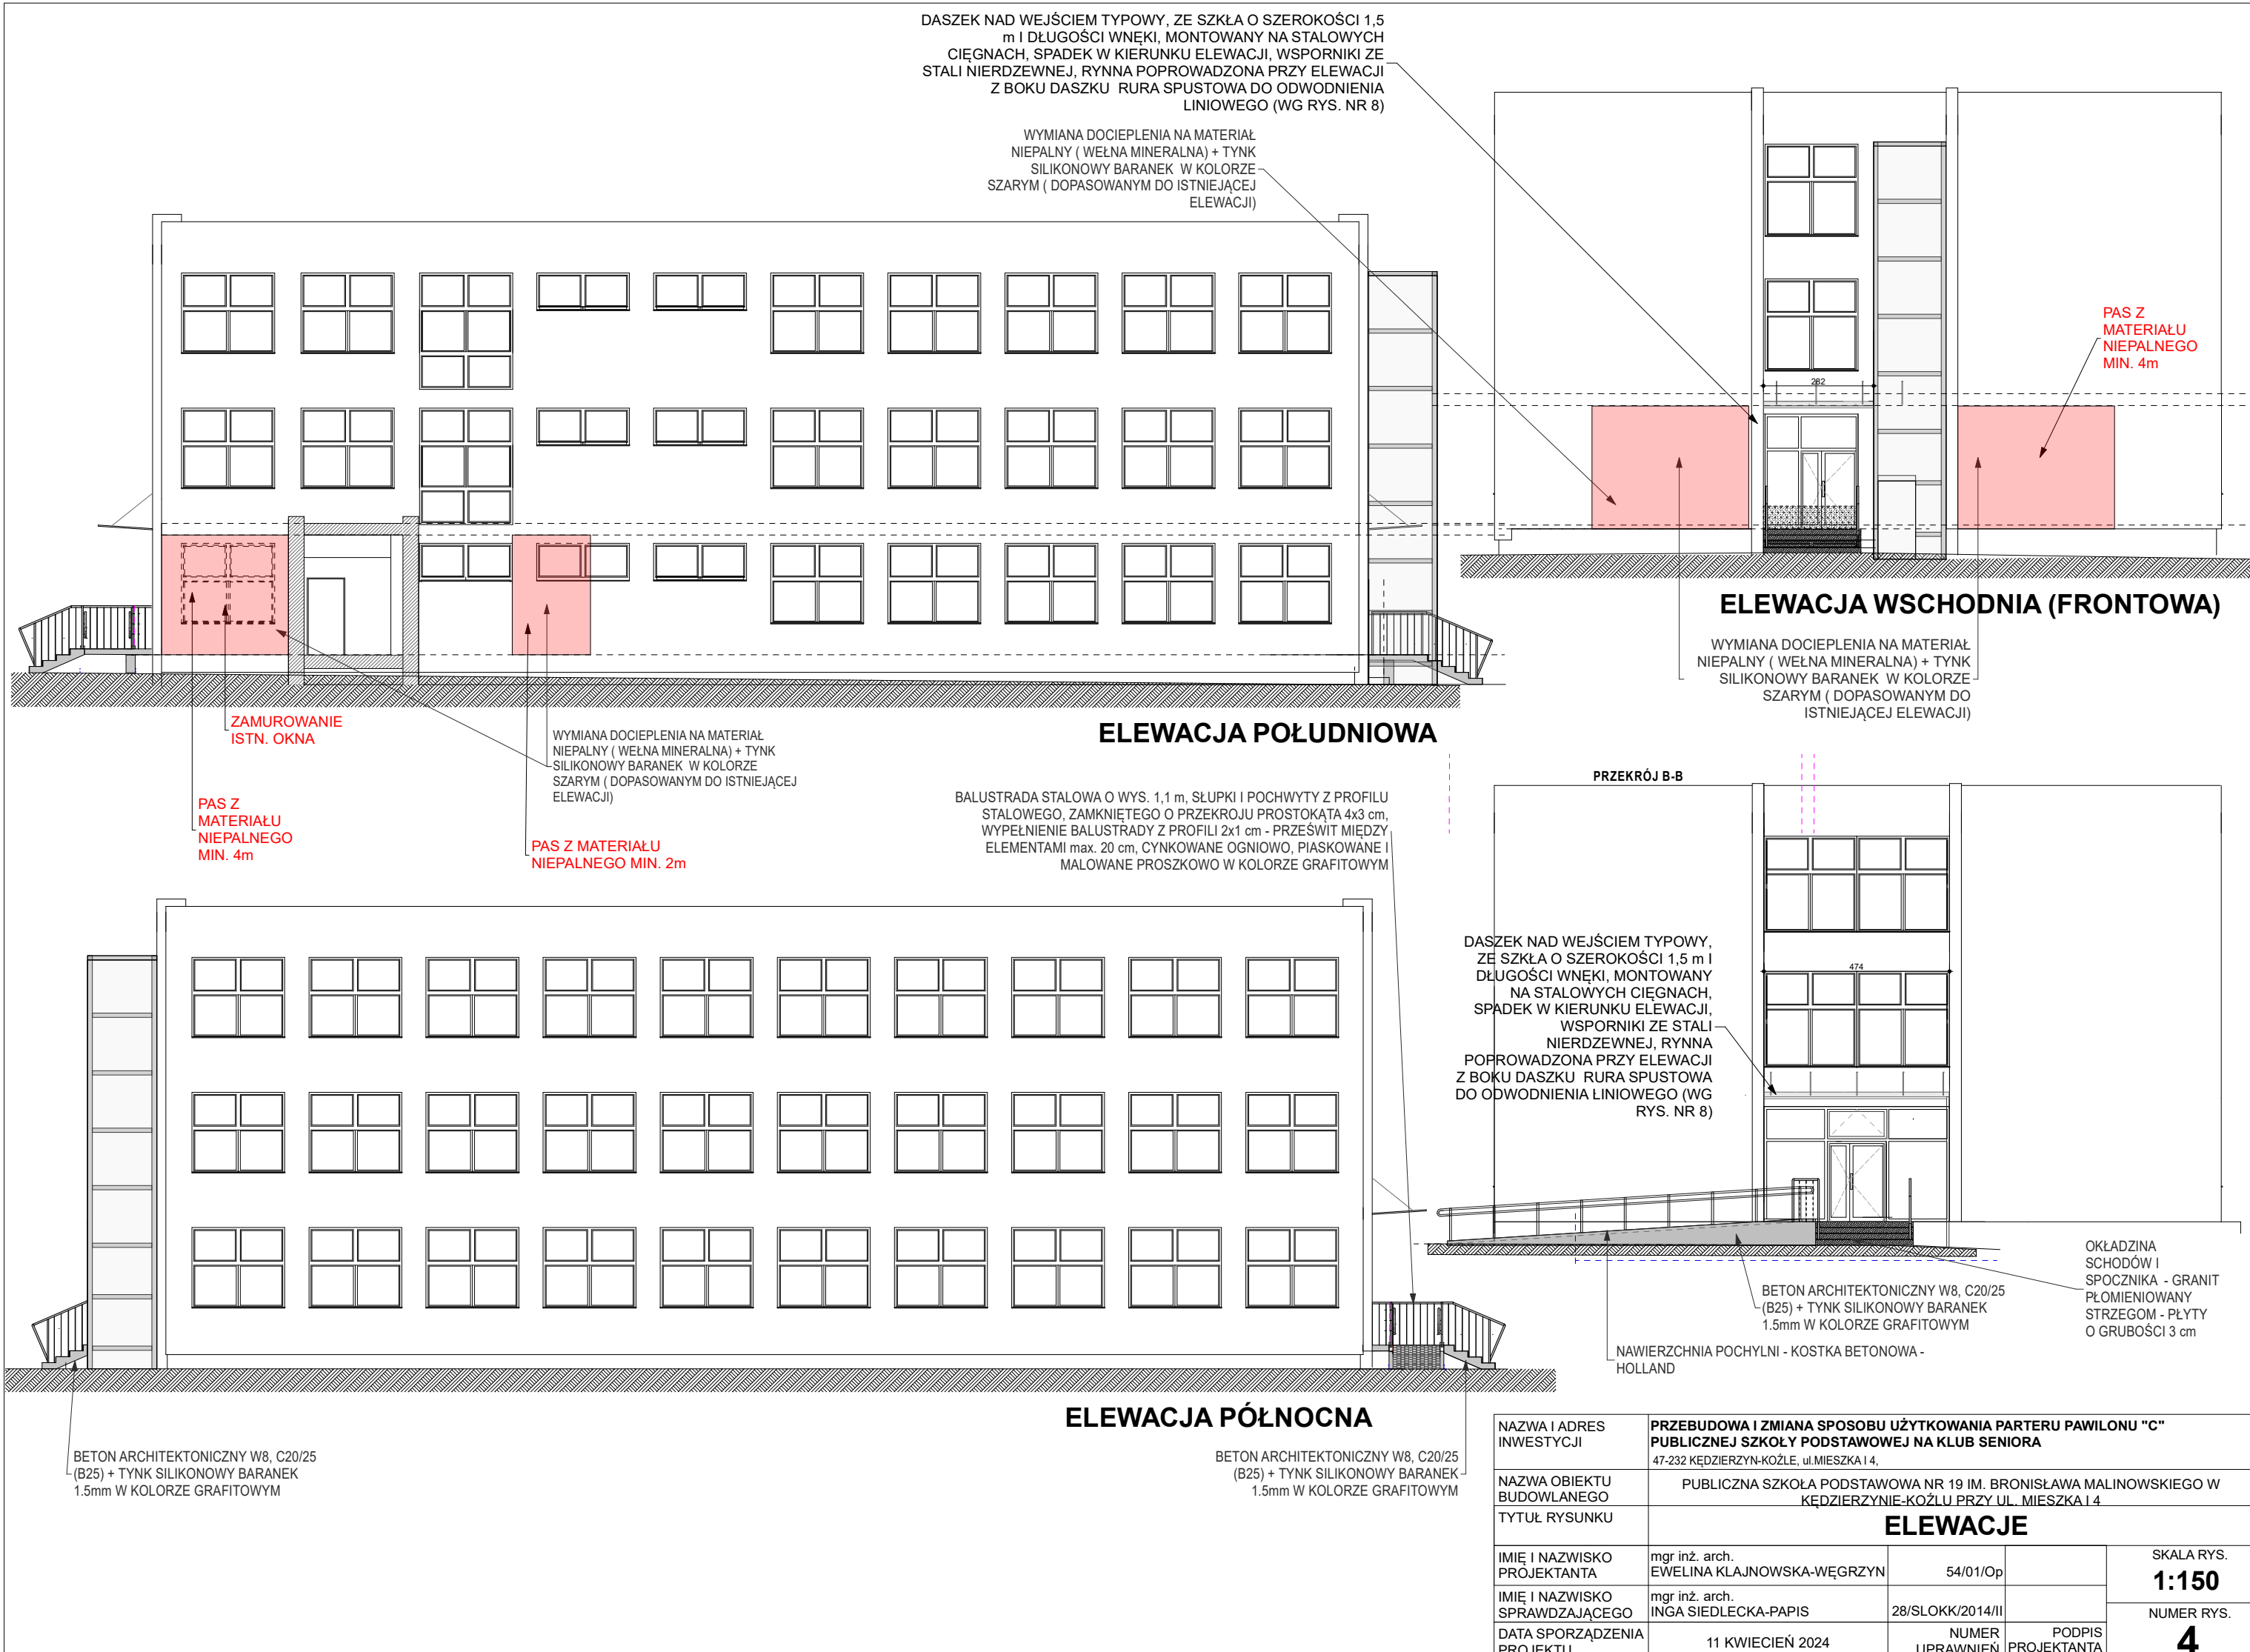 DASZEK NAD WEJŚCIEM TYPOWY, ZE SZKŁA O SZEROKOŚCI 1,5
m I DŁUGOŚCI WNĘKI, MONTOWANY NA STALOWYCH
CIĘGNACH, SPADEK W KIERUNKU ELEWACJI, WSPORNIKI ZE
STALI NIERDZEWNEJ, RYNNA POPROWADZONA PRZY ELEWACJI
Z BOKU DASZKU RURA SPUSTOWA DO ODWODNIENIA
LINIOWEGO (WG RYS. NR 8)
WYMIANA DOCIEPLENIA NA MATERIAŁ
NIEPALNY ( WEŁNA MINERALNA) + TYNK
SILIKONOWY BARANEK W KOLORZE
SZARYM ( DOPASOWANYM DO ISTNIEJĄCEJ
ELEWACJI)
PAS Z
MATERIAŁU
NIEPALNEGO
MIN. 4m
282
ELEWACJA WSCHODNIA (FRONTOWA)
WYMIANA DOCIEPLENIA NA MATERIAŁ
NIEPALNY ( WEŁNA MINERALNA) + TYNK
SILIKONOWY BARANEK W KOLORZE
SZARYM ( DOPASOWANYM DO
ISTNIEJĄCEJ ELEWACJI)
ZAMUROWANIE
ISTN. OKNA
WYMIANA DOCIEPLENIA NA MATERIAŁ
NIEPALNY ( WEŁNA MINERALNA) + TYNK
SILIKONOWY BARANEK W KOLORZE
SZARYM ( DOPASOWANYM DO ISTNIEJĄCEJ
ELEWACJI)
ELEWACJA POŁUDNIOWA
PAS Z
MATERIAŁU
NIEPALNEGO
MIN. 4m
PAS Z MATERIAŁU
NIEPALNEGO MIN. 2m
BALUSTRADA STALOWA O WYS. 1,1 m, SŁUPKI I POCHWYTY Z PROFILU
STALOWEGO, ZAMKNIĘTEGO O PRZEKROJU PROSTOKĄTA 4x3 cm,
WYPEŁNIENIE BALUSTRADY Z PROFILI 2x1 cm - PRZEŚWIT MIĘDZY
ELEMENTAMI max. 20 cm, CYNKOWANE OGNIOWO, PIASKOWANE I
MALOWANE PROSZKOWO W KOLORZE GRAFITOWYM
PRZEKRÓJ B-B
DASZEK NAD WEJŚCIEM TYPOWY,
ZE SZKŁA O SZEROKOŚCI 1,5 m I
DŁUGOŚCI WNĘKI, MONTOWANY
NA STALOWYCH CIĘGNACH,
SPADEK W KIERUNKU ELEWACJI,
WSPORNIKI ZE STALI
NIERDZEWNEJ, RYNNA
POPROWADZONA PRZY ELEWACJI
Z BOKU DASZKU RURA SPUSTOWA
DO ODWODNIENIA LINIOWEGO (WG
RYS. NR 8)
474
BETON ARCHITEKTONICZNY W8, C20/25
(B25) + TYNK SILIKONOWY BARANEK
1.5mm W KOLORZE GRAFITOWYM
OKŁADZINA
SCHODÓW I
SPOCZNIKA - GRANIT
PŁOMIENIOWANY
STRZEGOM - PŁYTY
O GRUBOŚCI 3 cm
NAWIERZCHNIA POCHYLNI - KOSTKA BETONOWA -
HOLLAND
ELEWACJA PÓŁNOCNA
BETON ARCHITEKTONICZNY W8, C20/25
(B25) + TYNK SILIKONOWY BARANEK
1.5mm W KOLORZE GRAFITOWYM
BETON ARCHITEKTONICZNY W8, C20/25
(B25) + TYNK SILIKONOWY BARANEK
1.5mm W KOLORZE GRAFITOWYM
NAZWA I ADRES
INWESTYCJI
PRZEBUDOWA I ZMIANA SPOSOBU UŻYTKOWANIA PARTERU PAWILONU "C"
PUBLICZNEJ SZKOŁY PODSTAWOWEJ NA KLUB SENIORA
47-232 KĘDZIERZYN-KOŹLE, ul.MIESZKA I 4,
NAZWA OBIEKTU
BUDOWLANEGO
PUBLICZNA SZKOŁA PODSTAWOWA NR 19 IM. BRONISŁAWA MALINOWSKIEGO W
KĘDZIERZYNIE-KOŹLU PRZY UL. MIESZKA I 4
TYTUŁ RYSUNKU
ELEWACJE
IMIĘ I NAZWISKO
PROJEKTANTA
mgr inż. arch.
EWELINA KLAJNOWSKA-WĘGRZYN
54/01/Op
SKALA RYS.
1:150
IMIĘ I NAZWISKO
SPRAWDZAJĄCEGO
mgr inż. arch.
INGA SIEDLECKA-PAPIS
28/SLOKK/2014/II
NUMER RYS.
4
DATA SPORZĄDZENIA
PROJEKTU
11 KWIECIEŃ 2024
NUMER
UPRAWNIEŃ
PODPIS
PROJEKTANTA